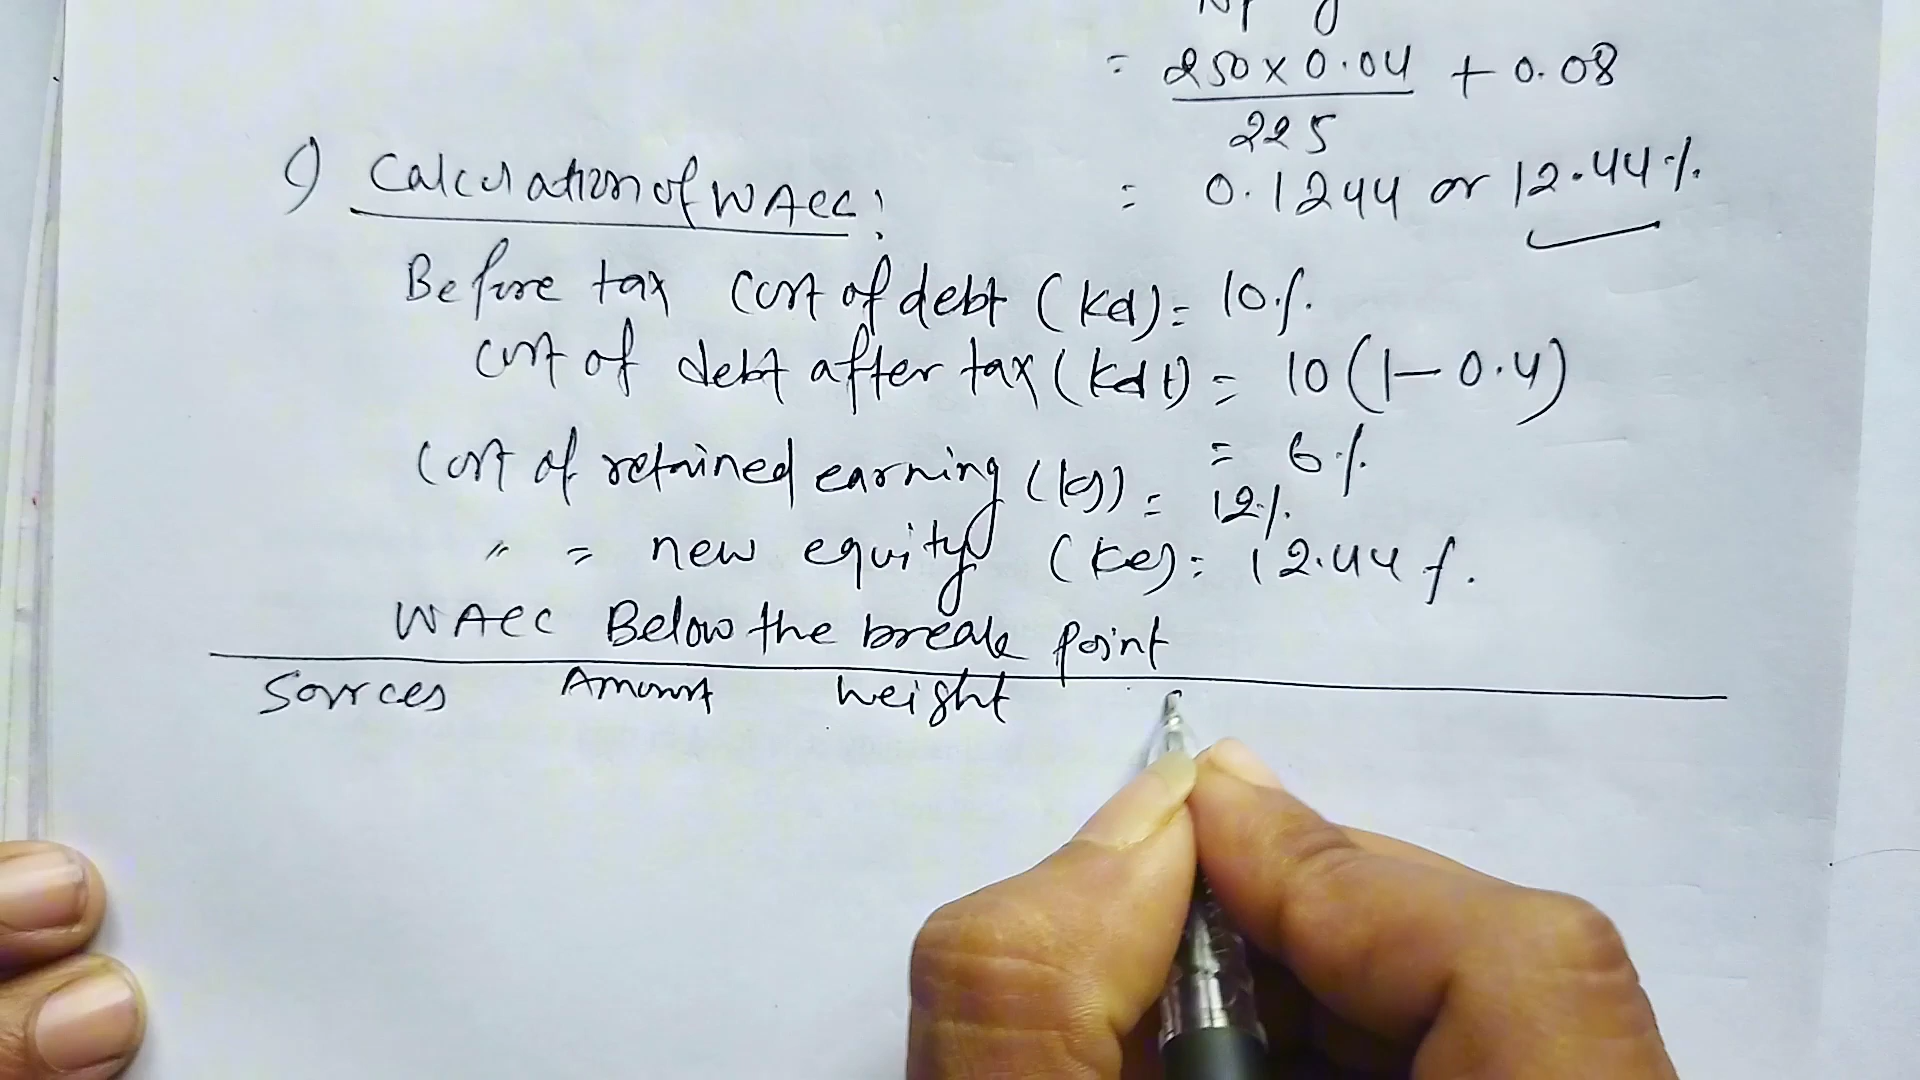 = 250 x 0.04 + 0.08
225
= 0.1244 or 12.44%
c) Calculation of WACC:
Before tax cost of debt (Kd) = 10%
cost of debt after tax (Kdt) = 10 (1-0.4)
= 6%
Cost of retained earning (ks) = 12%
" = new equity (Ke) = 12.44%
WACC Below the break point
Sources Amount Weight